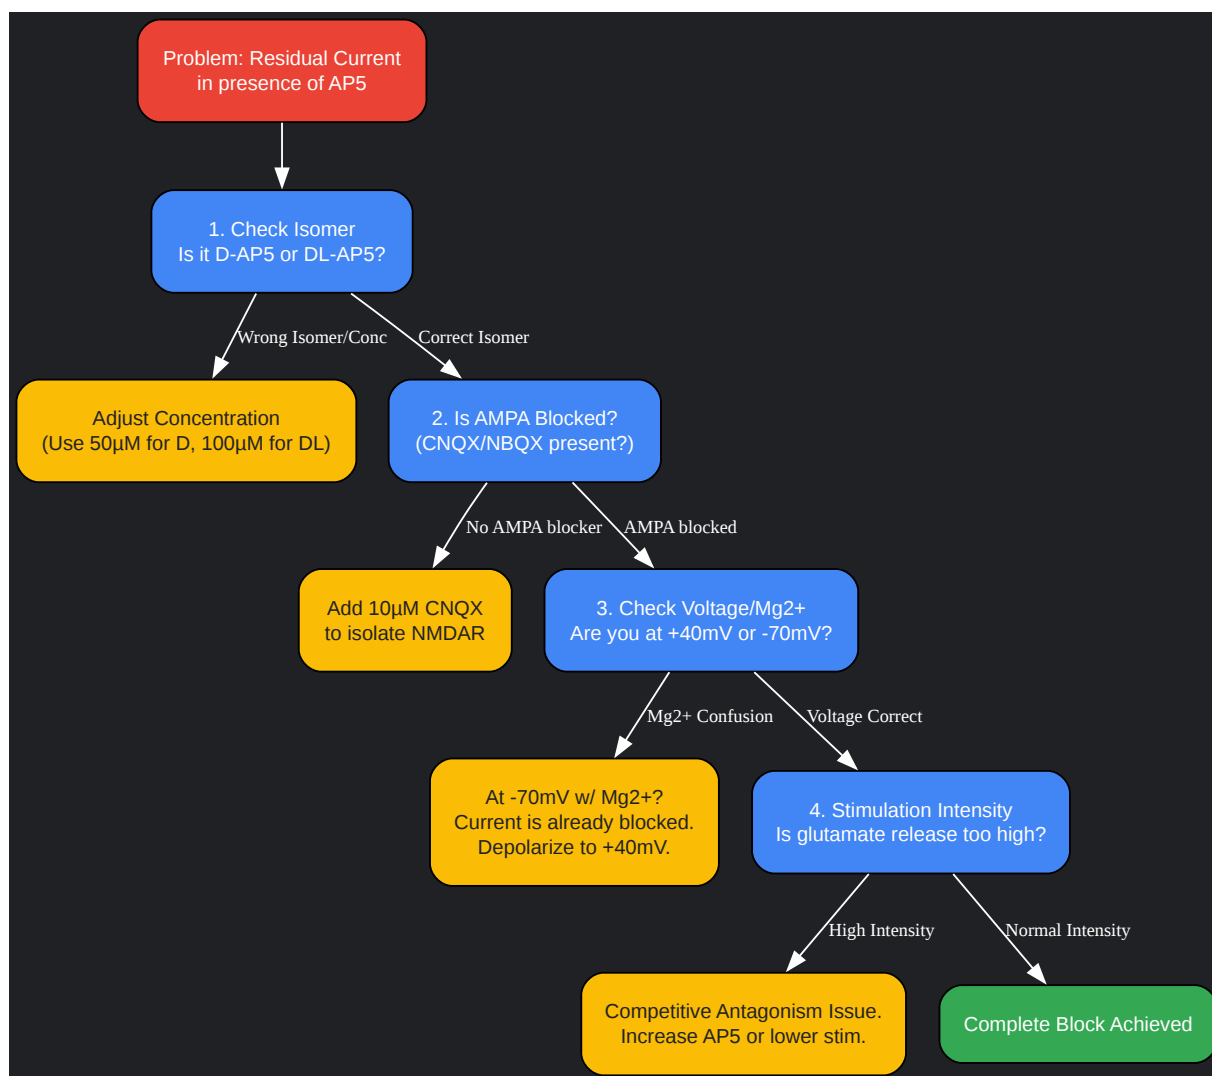 Problem: Residual Current
in presence of AP5
1. Check Isomer
Is it D-AP5 or DL-AP5?
Wrong Isomer/Conc
Correct Isomer
Adjust Concentration
(Use 50µM for D, 100µM for DL)
2. Is AMPA Blocked?
(CNQX/NBQX present?)
No AMPA blocker
AMPA blocked
Add 10µM CNQX
to isolate NMDAR
3. Check Voltage/Mg2+
Are you at +40mV or -70mV?
Mg2+ Confusion
Voltage Correct
At -70mV w/ Mg2+?
Current is already blocked.
Depolarize to +40mV.
4. Stimulation Intensity
Is glutamate release too high?
High Intensity
Normal Intensity
Competitive Antagonism Issue.
Increase AP5 or lower stim.
Complete Block Achieved